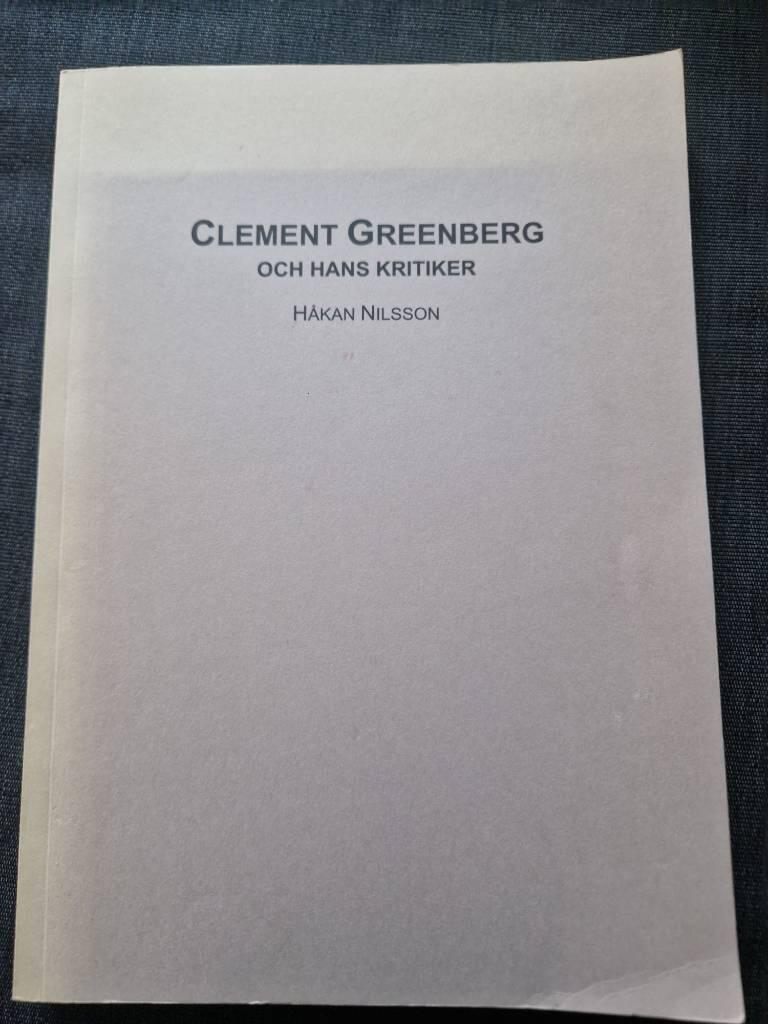 CLEMENT GREENBERG
OCH HANS KRITIKER
HÅKAN NILSSON